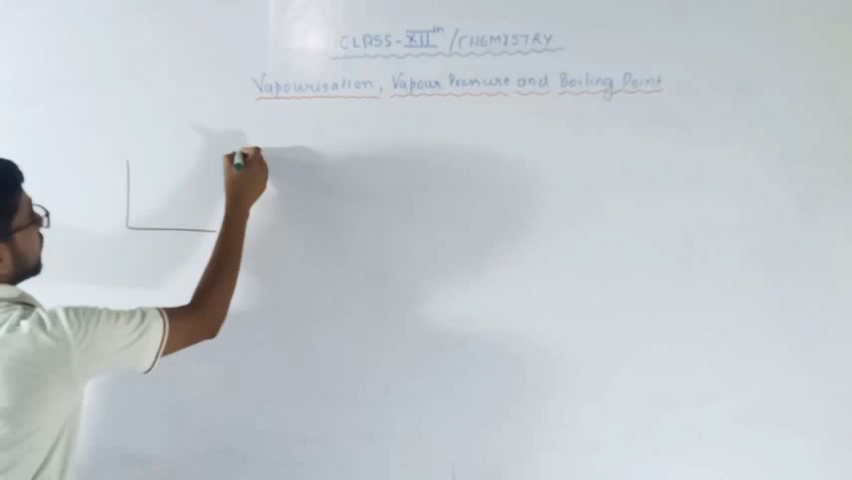 CLASS-XIIth /CHEMISTRY
Vapourisation, Vapour Pressure and Boiling Point